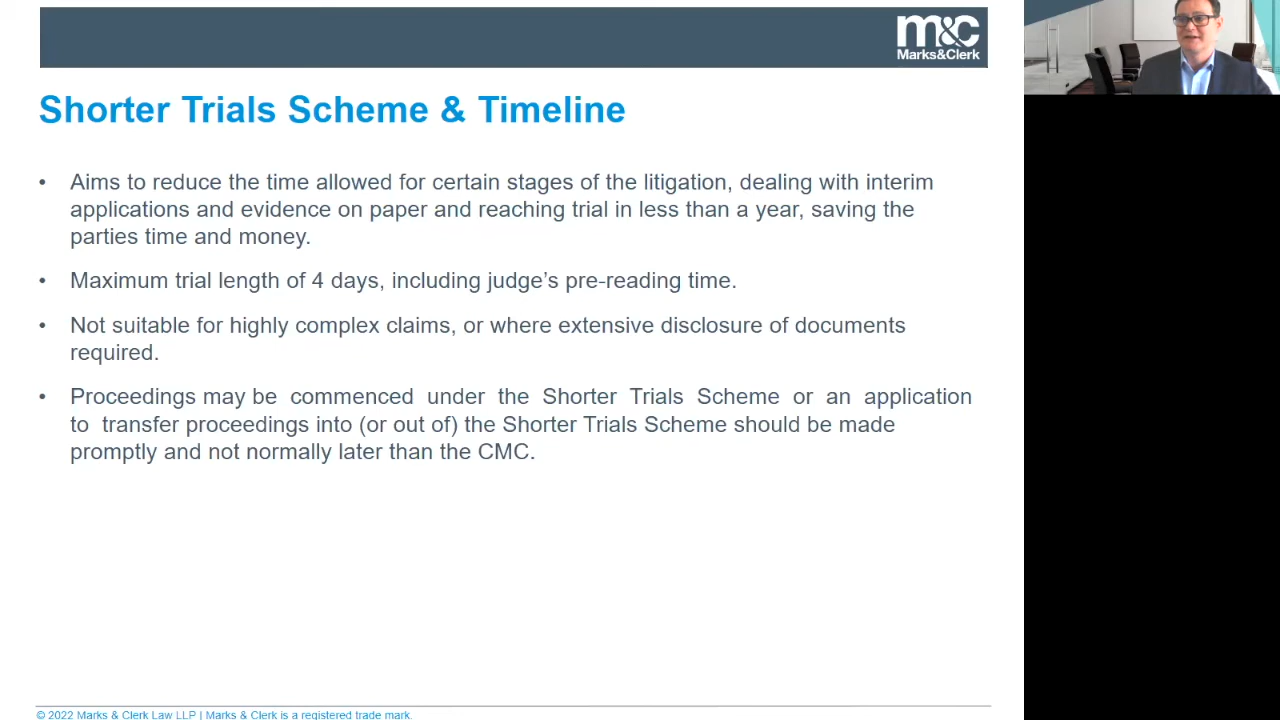 m&c
Marks&Clerk
Shorter Trials Scheme & Timeline
• Aims to reduce the time allowed for certain stages of the litigation, dealing with interim
applications and evidence on paper and reaching trial in less than a year, saving the
parties time and money.
• Maximum trial length of 4 days, including judge’s pre-reading time.
• Not suitable for highly complex claims, or where extensive disclosure of documents
required.
• Proceedings may be commenced under the Shorter Trials Scheme or an application
to transfer proceedings into (or out of) the Shorter Trials Scheme should be made
promptly and not normally later than the CMC.
© 2022 Marks & Clerk Law LLP | Marks & Clerk is a registered trade mark.